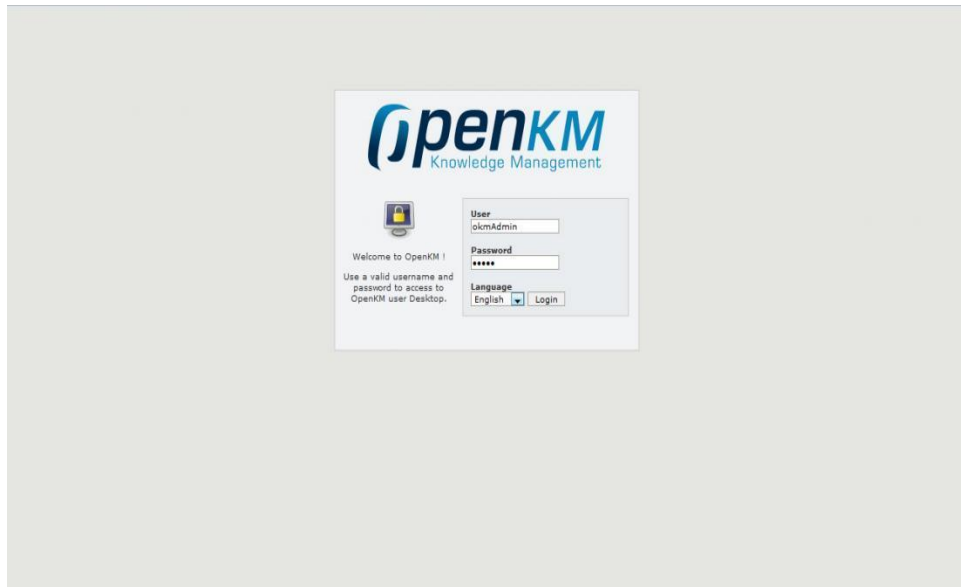 OpenKM
Knowledge Management
Welcome to OpenKM !
Use a valid username and
password to access to
OpenKM user Desktop.
User
okmAdmin
Password
•••••
Language
English
Login